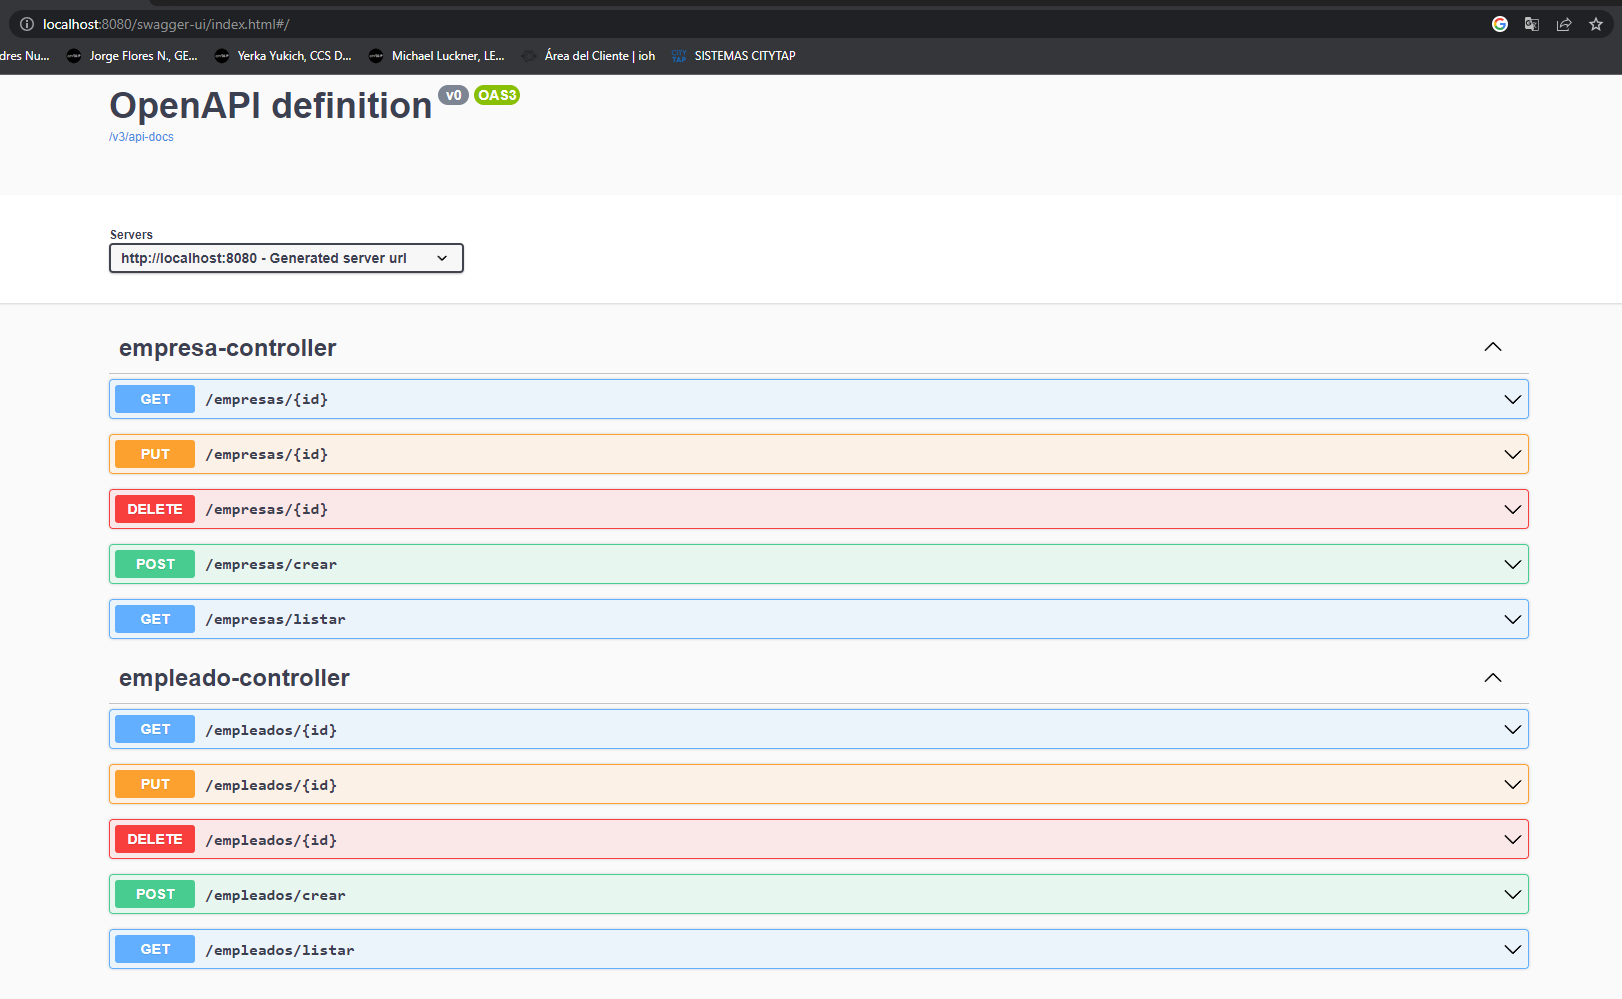 localhost:8080/swagger-ui/index.html#/
dres Nu... Jorge Flores N., GE... Yerka Yukich, CCS D... Michael Luckner, LE... Área del Cliente | ioh CITY TAP SISTEMAS CITYTAP
OpenAPI definition v0 OAS3
/v3/api-docs
Servers
http://localhost:8080 - Generated server url
empresa-controller
GET /empresas/{id}
PUT /empresas/{id}
DELETE /empresas/{id}
POST /empresas/crear
GET /empresas/listar
empleado-controller
GET /empleados/{id}
PUT /empleados/{id}
DELETE /empleados/{id}
POST /empleados/crear
GET /empleados/listar